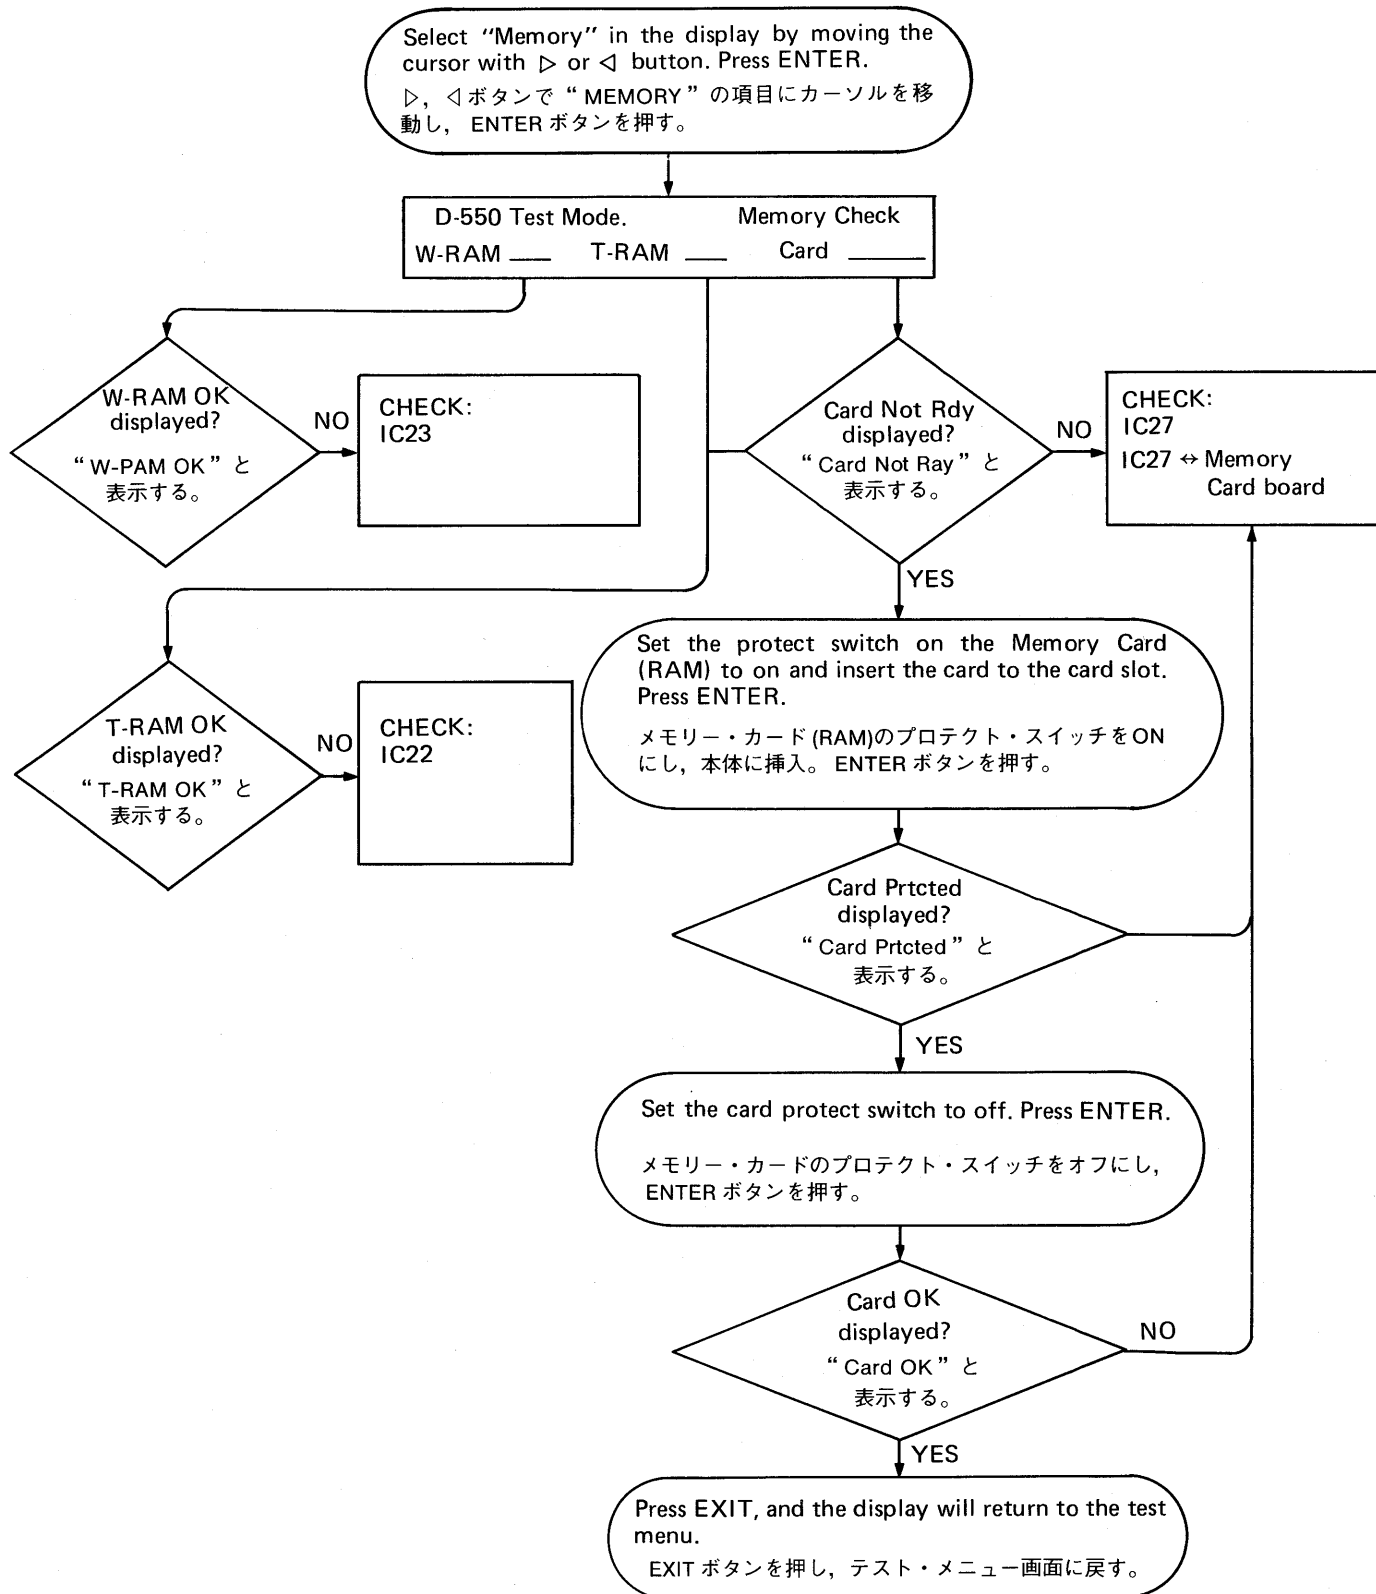 Select "Memory" in the display by moving the
cursor with ▷ or ◁ button. Press ENTER.
▷, ◁ボタンで“MEMORY”の項目にカーソルを移
動し, ENTERボタンを押す。
D-550 Test Mode. Memory Check
W-RAM ___ T-RAM ___ Card ______
W-RAM OK
displayed?
“W-PAM OK”と
表示する。
NO
CHECK:
IC23
Card Not Rdy
displayed?
“Card Not Ray”と
表示する。
NO
CHECK:
IC27
IC27 ↔ Memory
Card board
YES
T-RAM OK
displayed?
“T-RAM OK”と
表示する。
NO
CHECK:
IC22
Set the protect switch on the Memory Card
(RAM) to on and insert the card to the card slot.
Press ENTER.
メモリー・カード(RAM)のプロテクト・スイッチをON
にし, 本体に挿入。ENTERボタンを押す。
Card Prtcted
displayed?
“Card Prtcted”と
表示する。
YES
Set the card protect switch to off. Press ENTER.
メモリー・カードのプロテクト・スイッチをオフにし,
ENTERボタンを押す。
Card OK
displayed?
“Card OK”と
表示する。
NO
YES
Press EXIT, and the display will return to the test
menu.
EXITボタンを押し, テスト・メニュー画面に戻す。